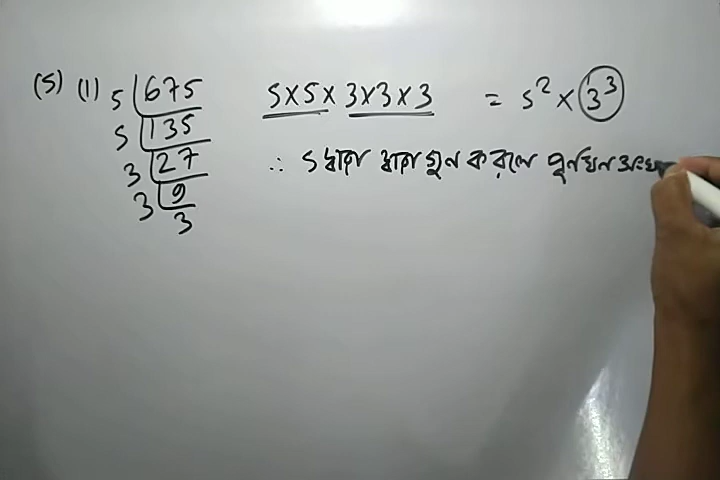 (5) (1) 5 675 5×5×3×3×3 = 5² × 3³
5 135
3 27 ∴ 5 দ্বারা দ্বারা গুন করলে পূর্নঘন
3 9
3